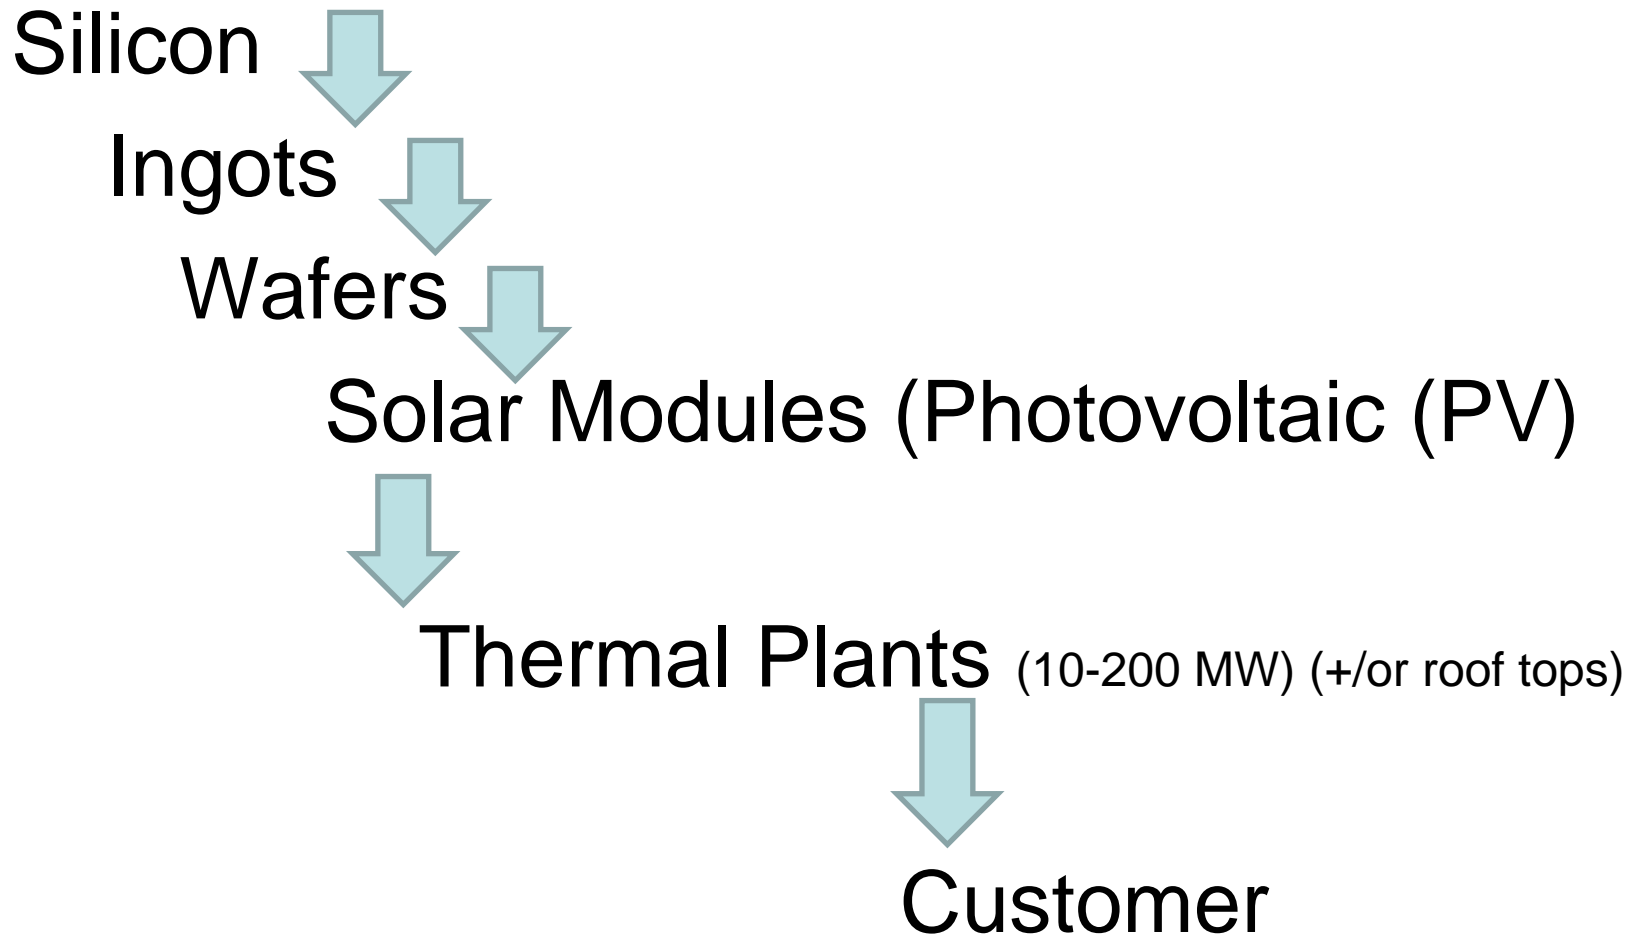 Silicon
Ingots
Wafers
Solar Modules (Photovoltaic (PV)
Thermal Plants (10-200 MW) (+/or roof tops)
Customer